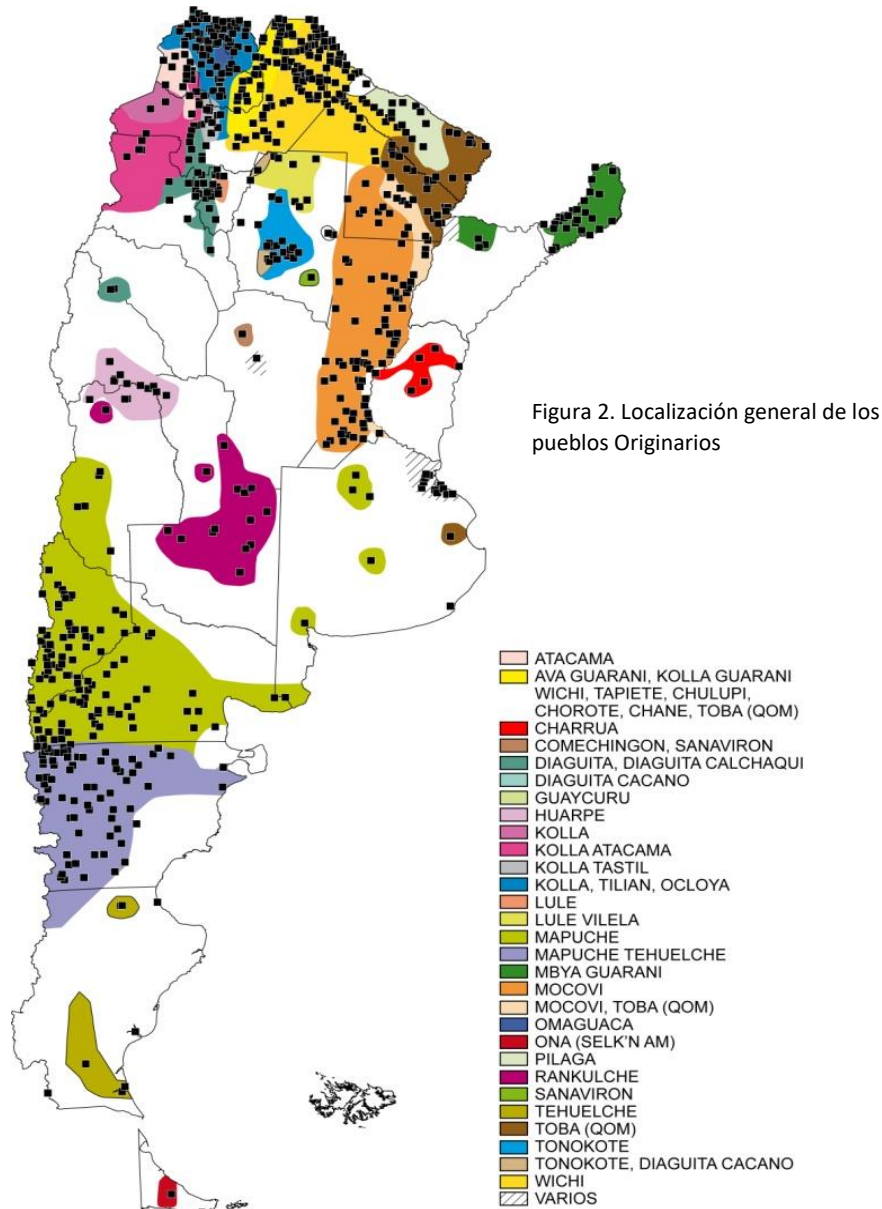 Figura 2. Localización general de los
pueblos Originarios
ATACAMA
AVA GUARANI, KOLLA GUARANI
WICHI, TAPIETE, CHULUPI,
CHOROTE, CHANE, TOBA (QOM)
CHARRUA
COMECHINGON, SANAVIRON
DIAGUITA, DIAGUITA CALCHAQUI
DIAGUITA CACANO
GUAYCURU
HUARPE
KOLLA
KOLLA ATACAMA
KOLLA TASTIL
KOLLA, TILIAN, OCLOYA
LULE
LULE VILELA
MAPUCHE
MAPUCHE TEHUELCHE
MBYA GUARANI
MOCOVI
MOCOVI, TOBA (QOM)
OMAGUACA
ONA (SELK'N AM)
PILAGA
RANKULCHE
SANAVIRON
TEHUELCHE
TOBA (QOM)
TONOKOTE
TONOKOTE, DIAGUITA CACANO
WICHI
VARIOS